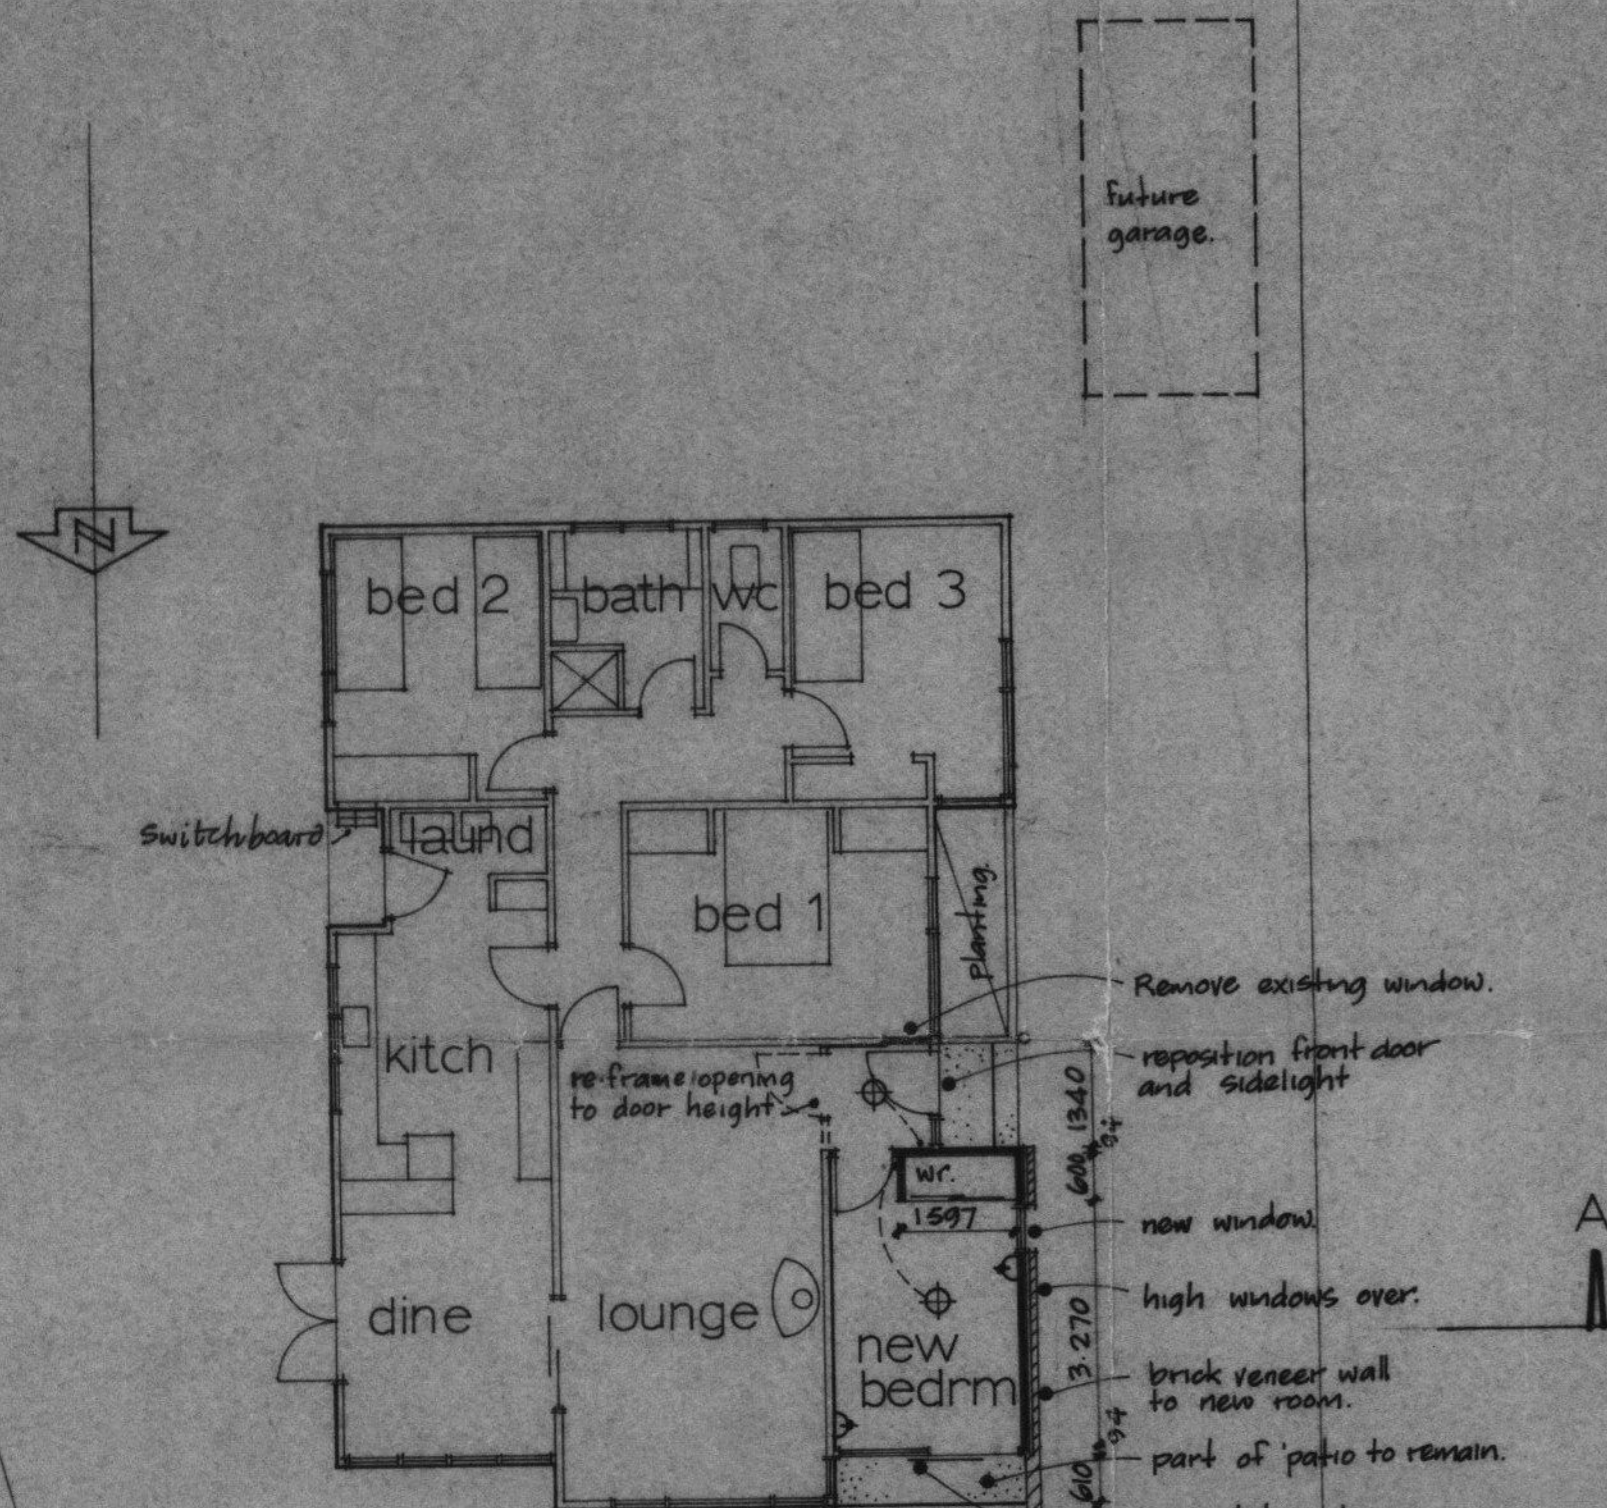 future
garage.
N
bed 2
bath
wc
bed 3
switchboard
laund
bed 1
planting.
Remove existing window.
kitch
re-frame opening
to door height
reposition front door
and sidelight
1340
94
600
wr.
1597
new window.
A
dine
lounge
high windows over.
3.270
new
bedrm
brick veneer wall
to new room.
94
part of patio to remain.
610